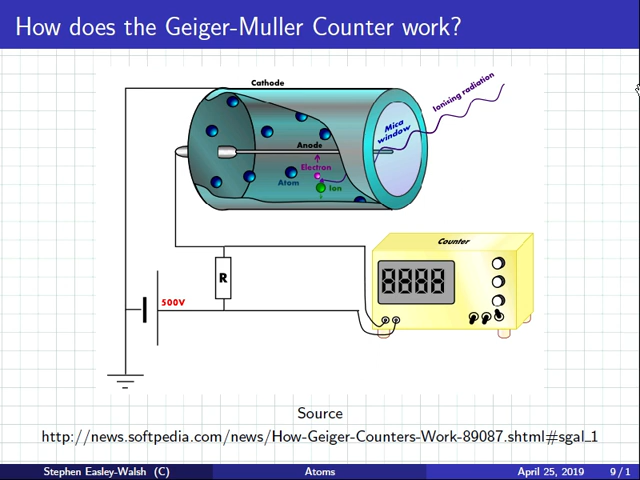 How does the Geiger-Muller Counter work?
Cathode
Ionising radiation
Mica
window
Anode
Electron
Atom
Ion
Counter
8888
R
500V
Source
http://news.softpedia.com/news/How-Geiger-Counters-Work-89087.shtml#sgal_1
Stephen Easley-Walsh (C) Atoms April 25, 2019 9 / 1